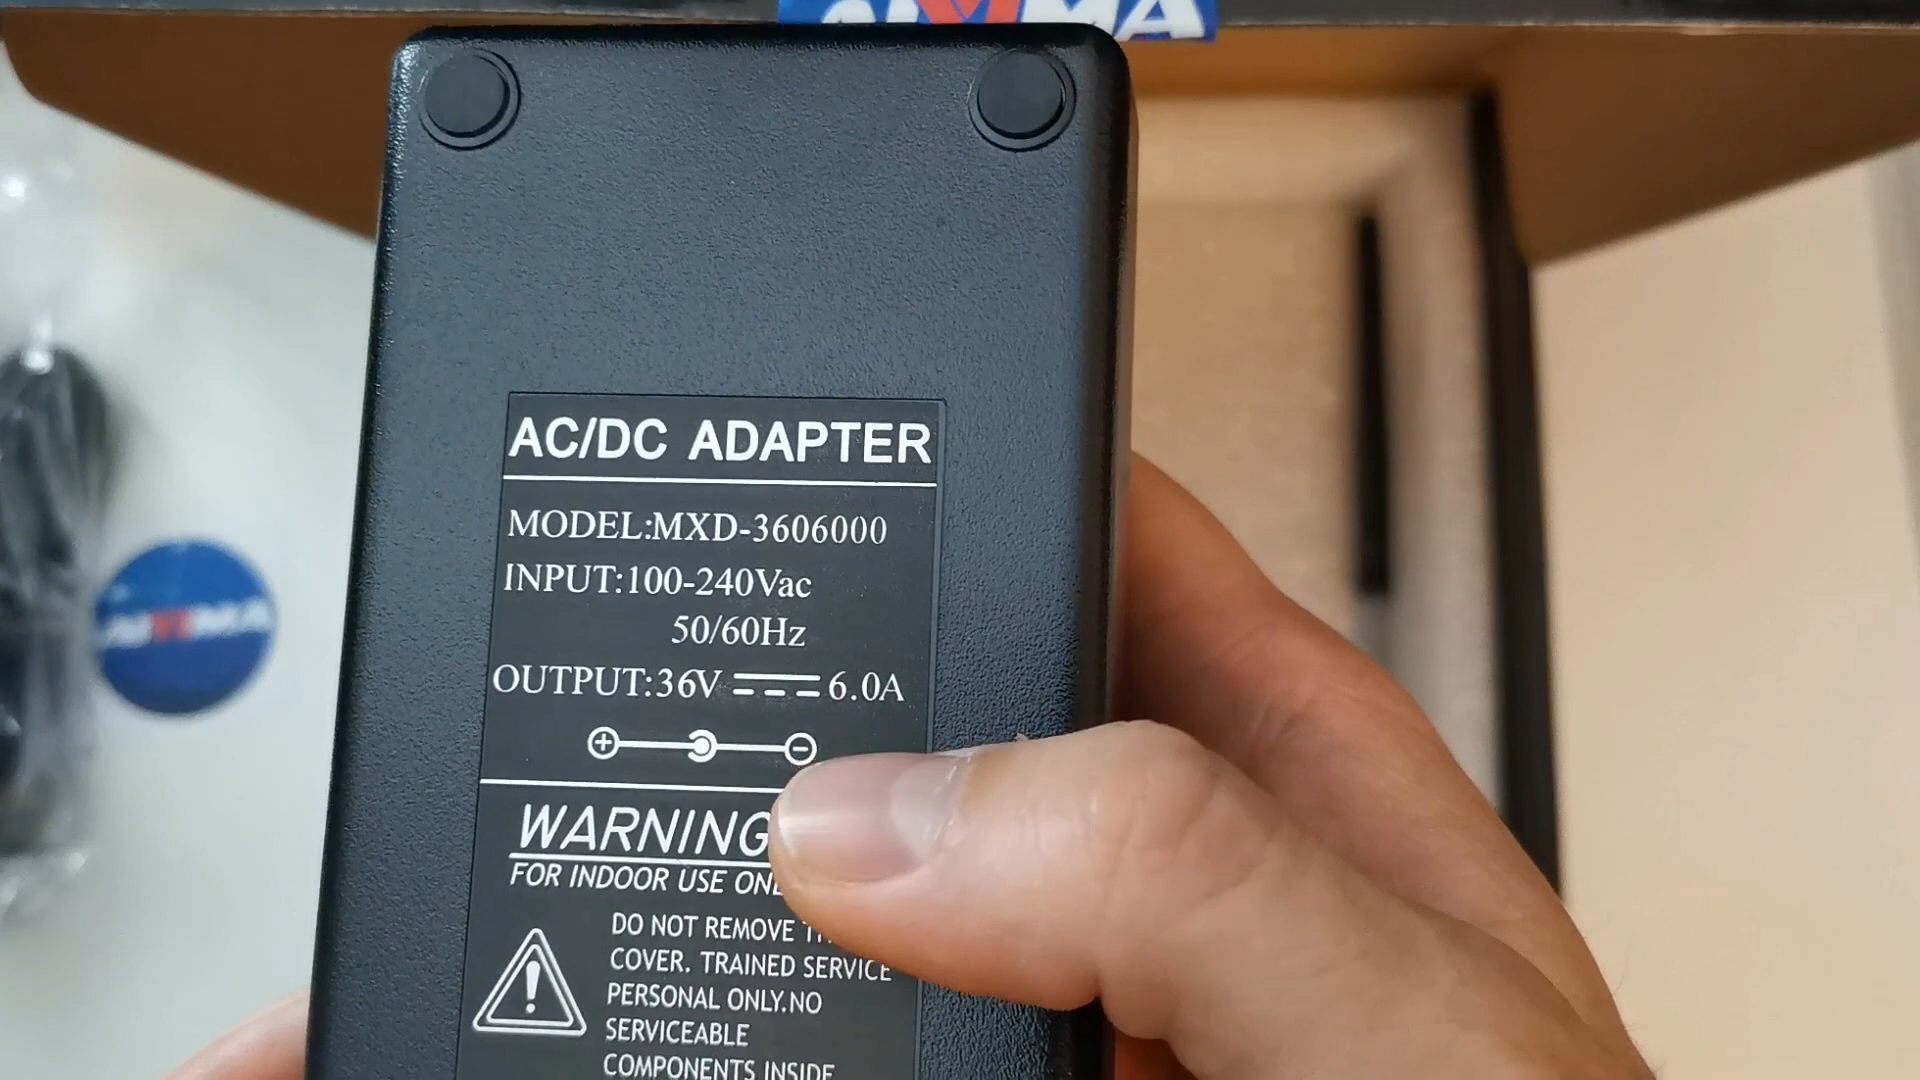 AC/DC ADAPTER
MODEL:MXD-3606000
INPUT:100-240Vac
50/60Hz
OUTPUT:36V 6.0A
WARNING
FOR INDOOR USE
DO NOT REMOVE
COVER. TRAINED SERVICE
PERSONAL ONLY.NO
SERVICEABLE
COMPONENTS INSIDE